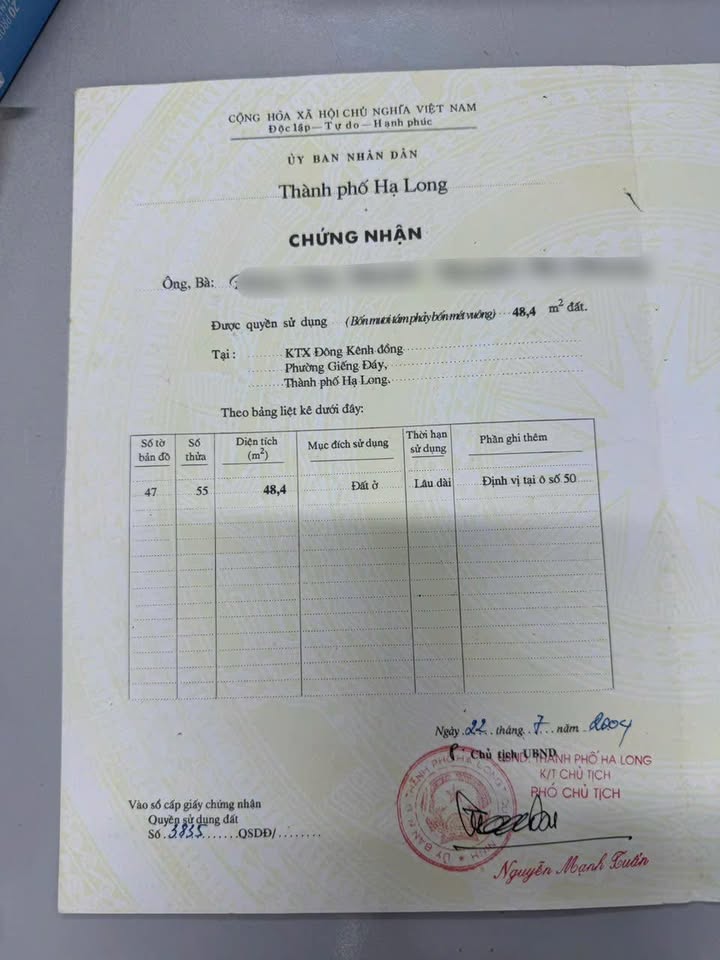 CỘNG HÒA XÃ HỘI CHỦ NGHĨA VIỆT NAM
Độc lập — Tự do — Hạnh phúc
ỦY BAN NHÂN DÂN
Thành phố Hạ Long
CHỨNG NHẬN
Ông, Bà:
Được quyền sử dụng (Bốn mươi tám phảy bốn mét vuông) 48,4 m² đất.
Tại : KTX Đông Kênh đồng
Phường Giếng Đáy,
Thành phố Hạ Long.
Theo bảng liệt kê dưới đây:
Số tờ bản đồ Số thửa Diện tích (m²) Mục đích sử dụng Thời hạn sử dụng Phần ghi thêm
47 55 48,4 Đất ở Lâu dài Định vị tại ô số 50
Ngày 22 tháng 7 năm 2004
Chủ tịch UBND
UBND. THÀNH PHỐ HẠ LONG
K/T CHỦ TỊCH
PHÓ CHỦ TỊCH
Vào sổ cấp giấy chứng nhận
Quyền sử dụng đất
Số 3835 QSDĐ/
Nguyễn Mạnh Tuấn